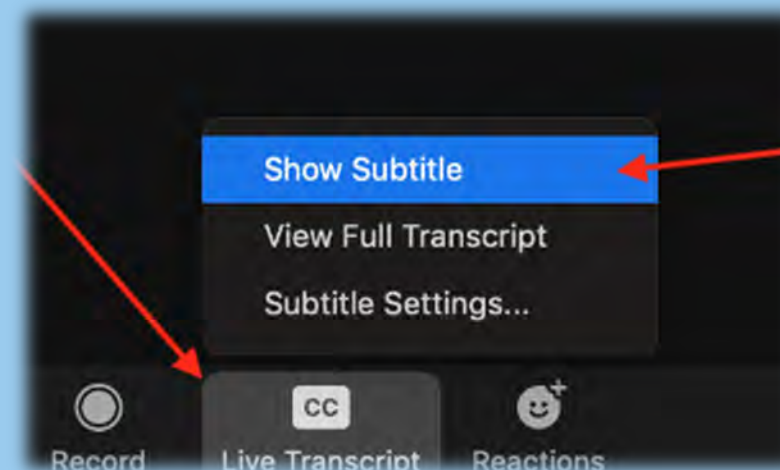 Show Subtitle
View Full Transcript
Subtitle Settings...
CC
Record Live Transcript Reactions